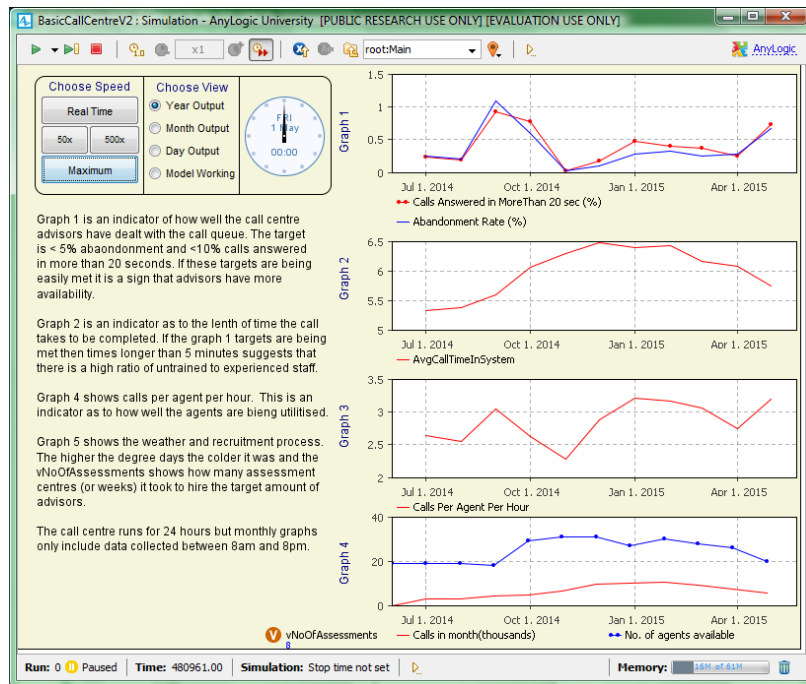 BasicCallCentreV2 : Simulation - AnyLogic University [PUBLIC RESEARCH USE ONLY] [EVALUATION USE ONLY]
x1
root:Main
AnyLogic
Choose Speed
Real Time
50x
500x
Maximum
Choose View
Year Output
Month Output
Day Output
Model Working
FRI
1 May
00:00
Graph 1 is an indicator of how well the call centre
advisors have dealt with the call queue. The target
is < 5% abaondonment and <10% calls answered
in more than 20 seconds. If these targets are being
easily met it is a sign that advisors have more
availability.
Graph 2 is an indicator as to the lenth of time the call
takes to be completed. If the graph 1 targets are being
met then times longer than 5 minutes suggests that
there is a high ratio of untrained to experienced staff.
Graph 4 shows calls per agent per hour. This is an
indicator as to how well the agents are bieng utilitised.
Graph 5 shows the weather and recruitment process.
The higher the degree days the colder it was and the
vNoOfAssessments shows how many assessment
centres (or weeks) it took to hire the target amount of
advisors.
The call centre runs for 24 hours but monthly graphs
only include data collected between 8am and 8pm.
Graph 1
1.5
1
0.5
0
Jul 1, 2014
Oct 1, 2014
Jan 1, 2015
Apr 1, 2015
Calls Answered in MoreThan 20 sec (%)
Abandonment Rate (%)
Graph 2
6.5
6
5.5
5
Jul 1, 2014
Oct 1, 2014
Jan 1, 2015
Apr 1, 2015
AvgCallTimeInSystem
Graph 3
3.5
3
2.5
2
Jul 1, 2014
Oct 1, 2014
Jan 1, 2015
Apr 1, 2015
Calls Per Agent Per Hour
Graph 4
40
20
0
Jul 1, 2014
Oct 1, 2014
Jan 1, 2015
Apr 1, 2015
V
vNoOfAssessments
8
Calls in month(thousands)
No. of agents available
Run: 0 Paused
Time: 480961.00
Simulation: Stop time not set
Memory:
16M of 61M